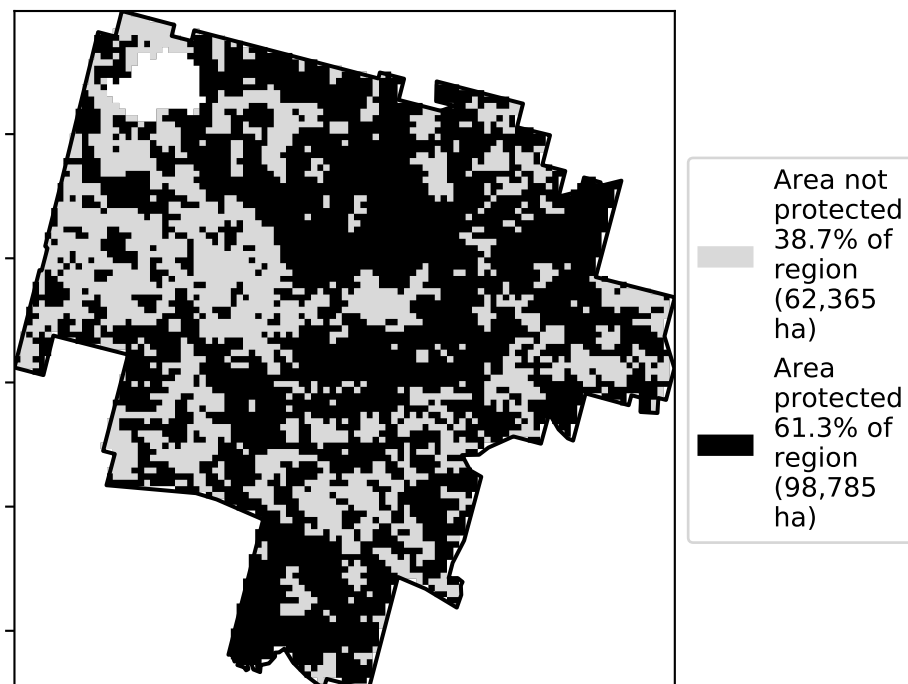 Area not
protected
38.7% of
region
(62,365
ha)
Area
protected
61.3% of
region
(98,785
ha)